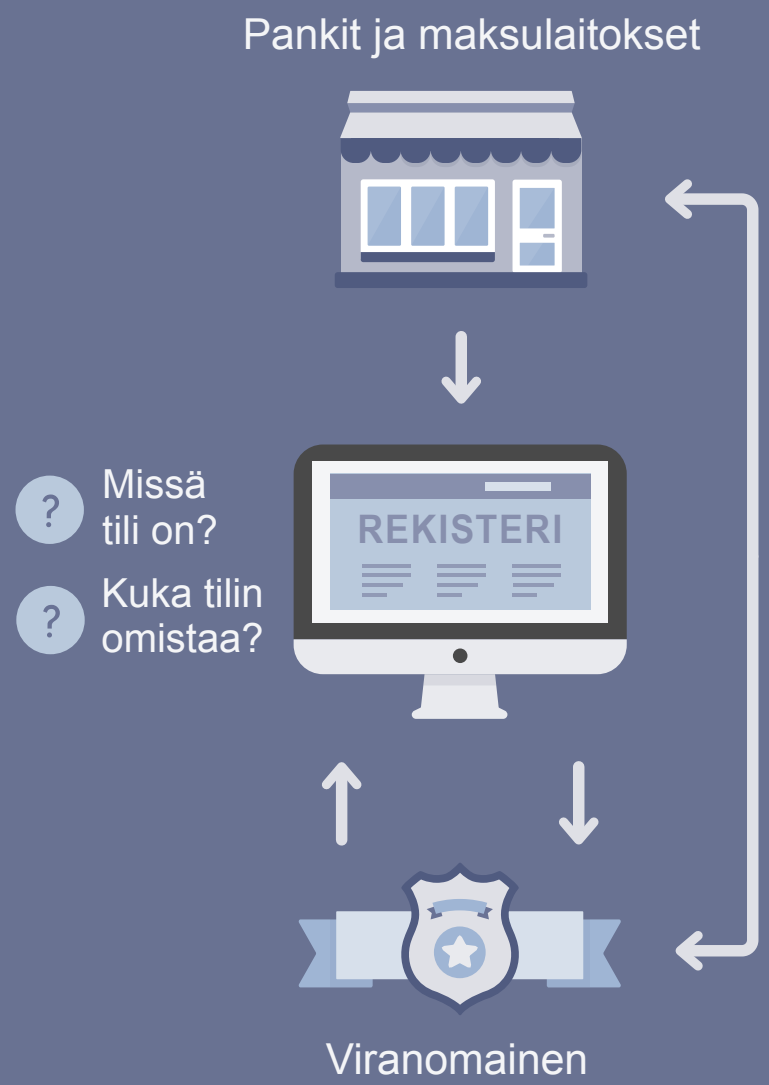 Pankit ja maksulaitokset
? Missä
tili on?
? Kuka tilin
omistaa?
REKISTERI
Viranomainen